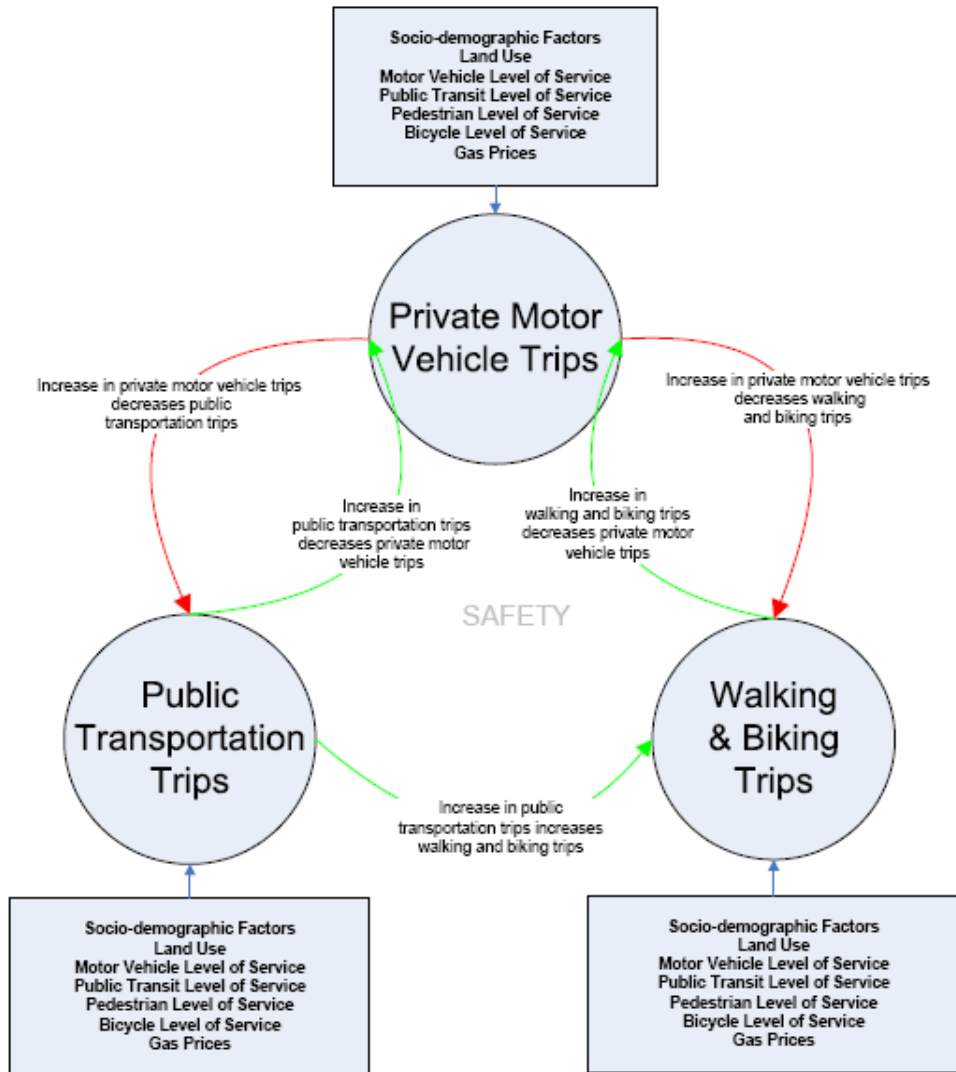 Socio-demographic Factors
Land Use
Motor Vehicle Level of Service
Public Transit Level of Service
Pedestrian Level of Service
Bicycle Level of Service
Gas Prices
Private Motor
Vehicle Trips
Increase in private motor vehicle trips
decreases public
transportation trips
Increase in private motor vehicle trips
decreases walking
and biking trips
Increase in
public transportation trips
decreases private motor
vehicle trips
Increase in
walking and biking trips
decreases private motor
vehicle trips
SAFETY
Public
Transportation
Trips
Walking
& Biking
Trips
Increase in public
transportation trips increases
walking and biking trips
Socio-demographic Factors
Land Use
Motor Vehicle Level of Service
Public Transit Level of Service
Pedestrian Level of Service
Bicycle Level of Service
Gas Prices
Socio-demographic Factors
Land Use
Motor Vehicle Level of Service
Public Transit Level of Service
Pedestrian Level of Service
Bicycle Level of Service
Gas Prices